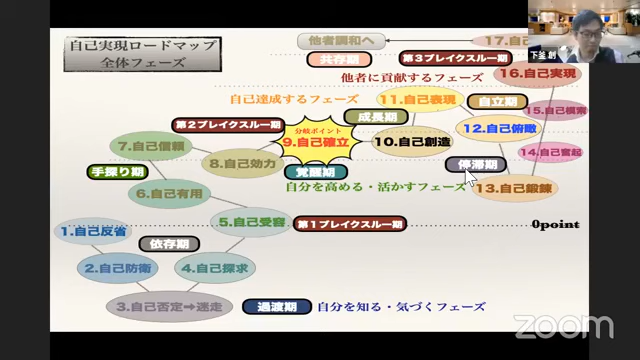 自己実現ロードマップ
全体フェーズ
他者調和へ
17.自己
下釜 創
共存期
第３ブレイクスルー期
他者に貢献するフェーズ
16.自己実現
自己達成するフェーズ
11.自己表現
自立期
15.自己模索
成長期
第２ブレイクスルー期
分岐ポイント
9.自己確立
10.自己創造
12.自己俯瞰
7.自己信頼
8.自己効力
14.自己奮起
手探り期
覚醒期
停滞期
自分を高める・活かすフェーズ
13.自己鍛錬
6.自己有用
5.自己受容
第１ブレイクスルー期
0point
1.自己反省
依存期
2.自己防衛
4.自己探求
3.自己否定➡迷走
過渡期
自分を知る・気づくフェーズ
zoom